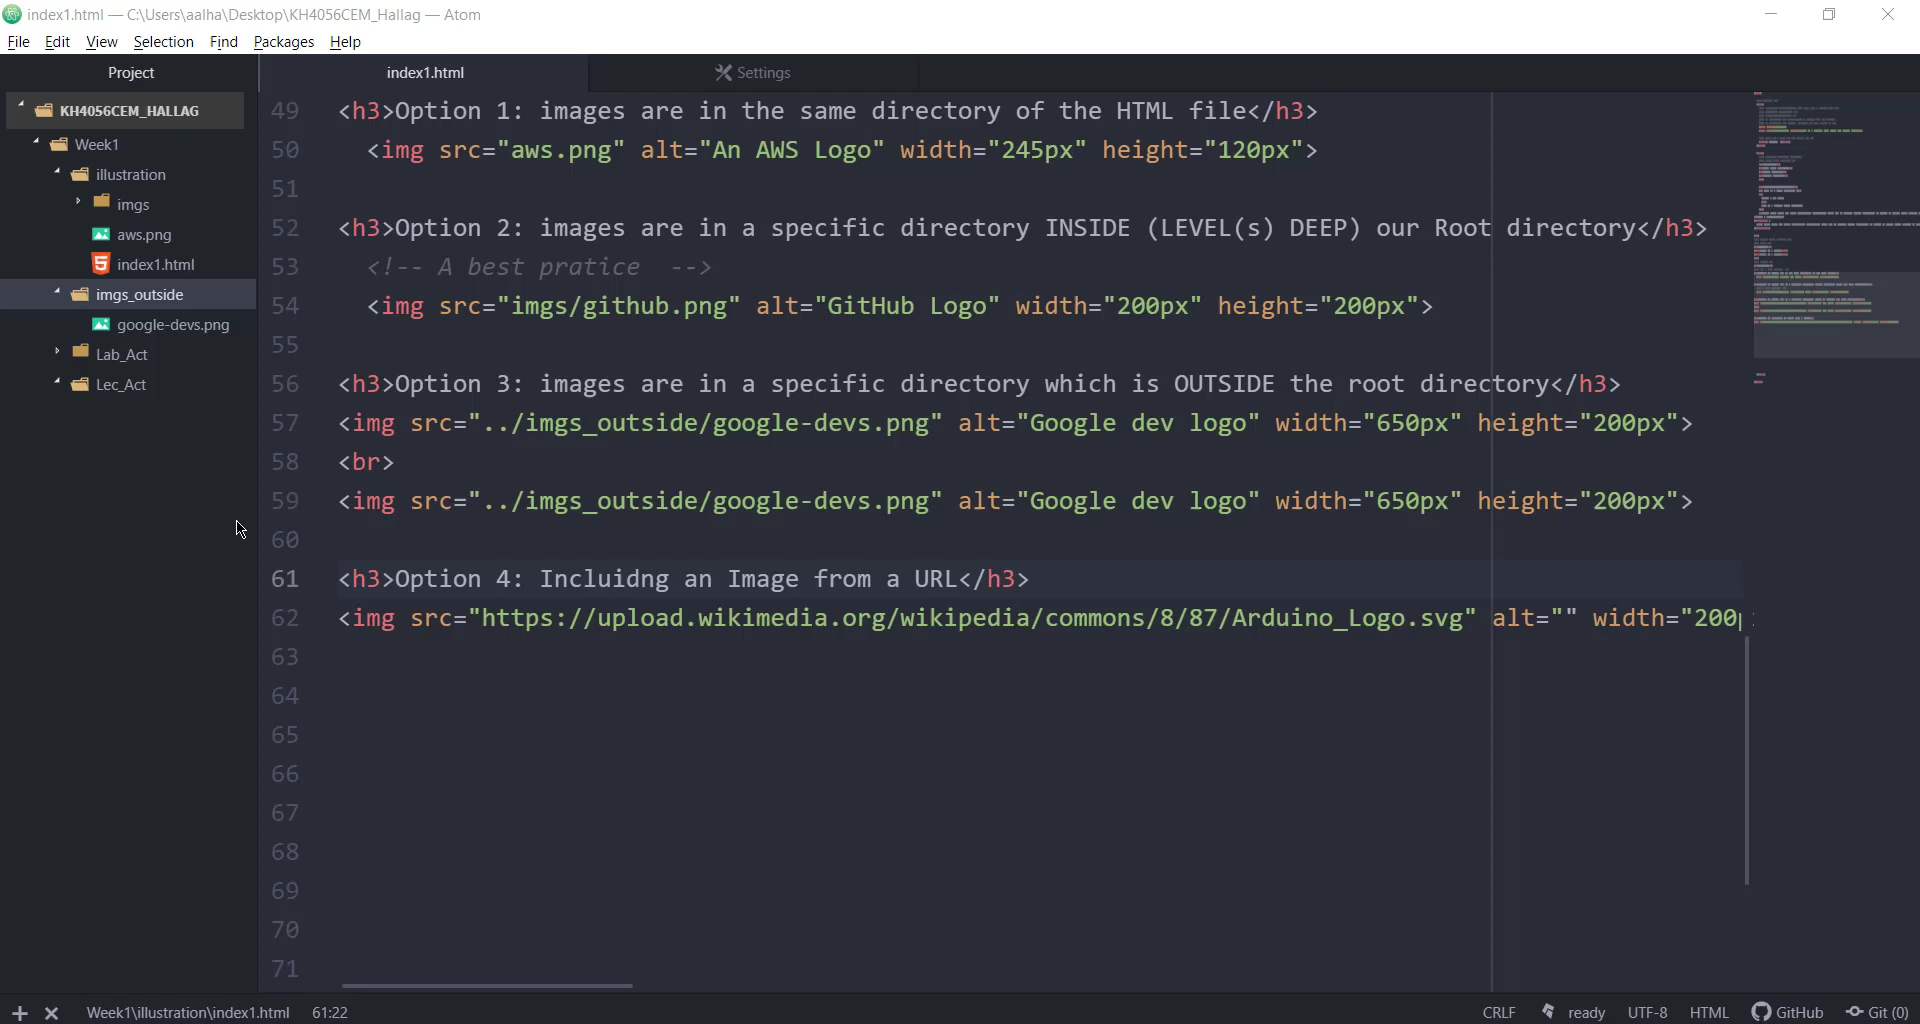 index1.html — C:\Users\aalha\Desktop\KH4056CEM_Hallag — Atom
File Edit View Selection Find Packages Help
Project
index1.html
Settings
KH4056CEM_HALLAG
Week1
illustration
imgs
aws.png
index1.html
imgs_outside
google-devs.png
Lab_Act
Lec_Act
49 <h3>Option 1: images are in the same directory of the HTML file</h3>
50 <img src="aws.png" alt="An AWS Logo" width="245px" height="120px">
51
52 <h3>Option 2: images are in a specific directory INSIDE (LEVEL(s) DEEP) our Root directory</h3>
53 <!-- A best pratice  -->
54 <img src="imgs/github.png" alt="GitHub Logo" width="200px" height="200px">
55
56 <h3>Option 3: images are in a specific directory which is OUTSIDE the root directory</h3>
57 <img src="../imgs_outside/google-devs.png" alt="Google dev logo" width="650px" height="200px">
58 <br>
59 <img src="../imgs_outside/google-devs.png" alt="Google dev logo" width="650px" height="200px">
60
61 <h3>Option 4: Incluidng an Image from a URL</h3>
62 <img src="https://upload.wikimedia.org/wikipedia/commons/8/87/Arduino_Logo.svg" alt="" width="200
63
64
65
66
67
68
69
70
71
Week1\illustration\index1.html 61:22
CRLF ready UTF-8 HTML GitHub Git (0)